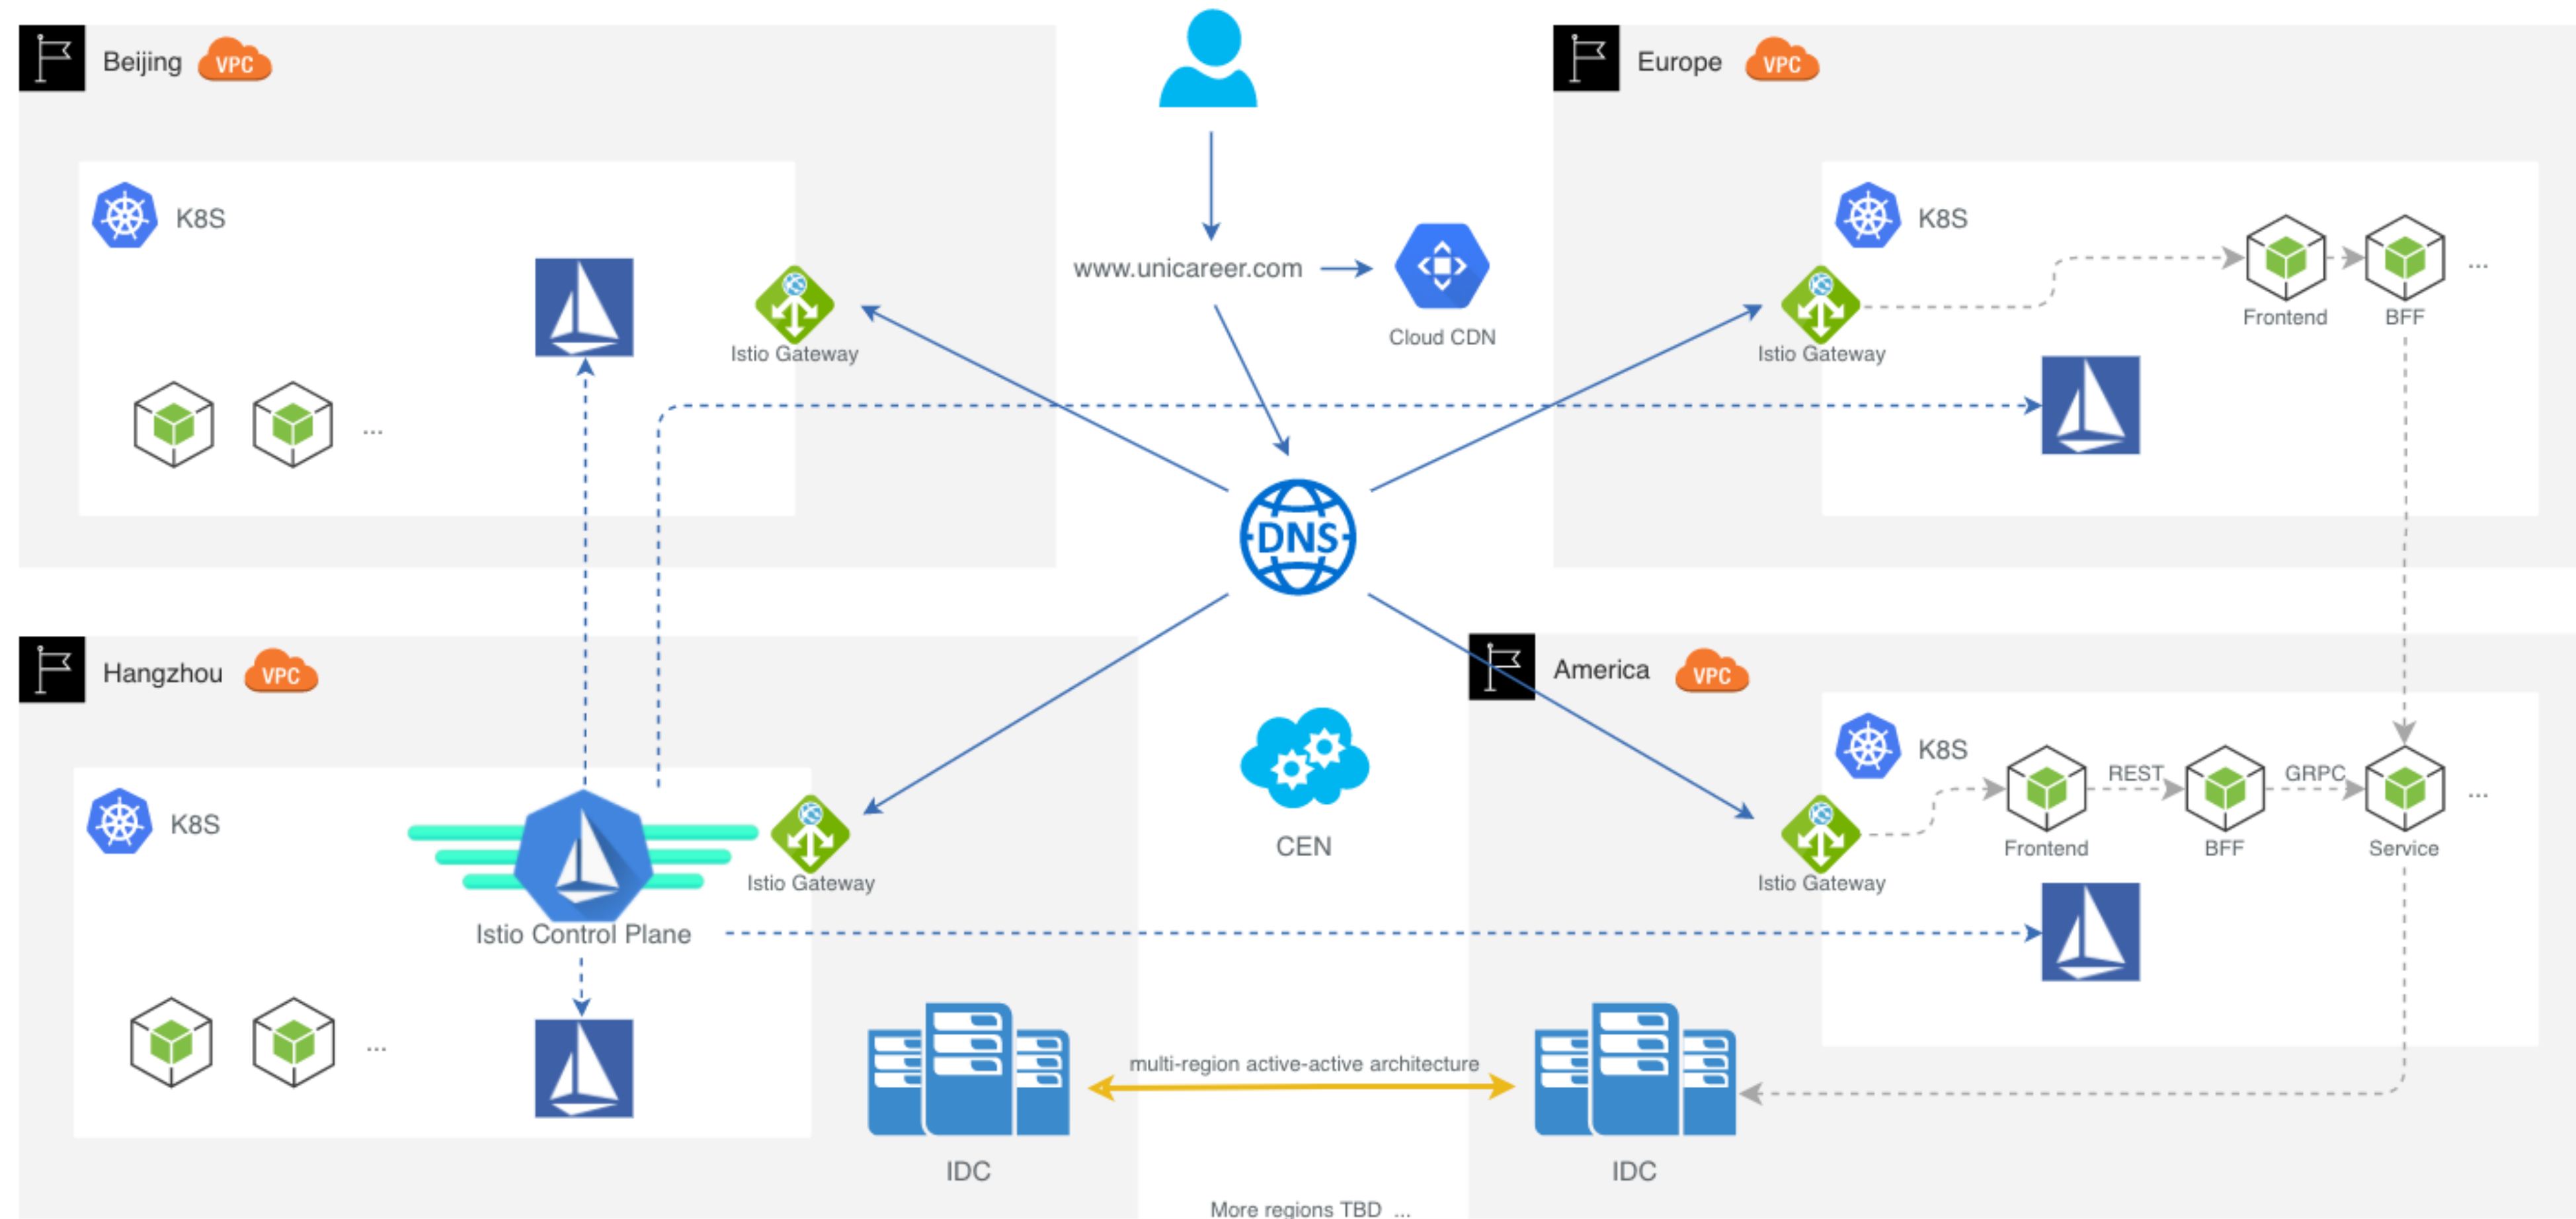 Beijing
VPC
K8S
Istio Gateway
...
www.unicareer.com
Cloud CDN
DNS
Europe
VPC
K8S
Istio Gateway
Frontend
BFF
...
Hangzhou
VPC
K8S
Istio Control Plane
Istio Gateway
...
IDC
CEN
multi-region active-active architecture
More regions TBD ...
America
VPC
K8S
Istio Gateway
Frontend
REST
BFF
GRPC
Service
...
IDC